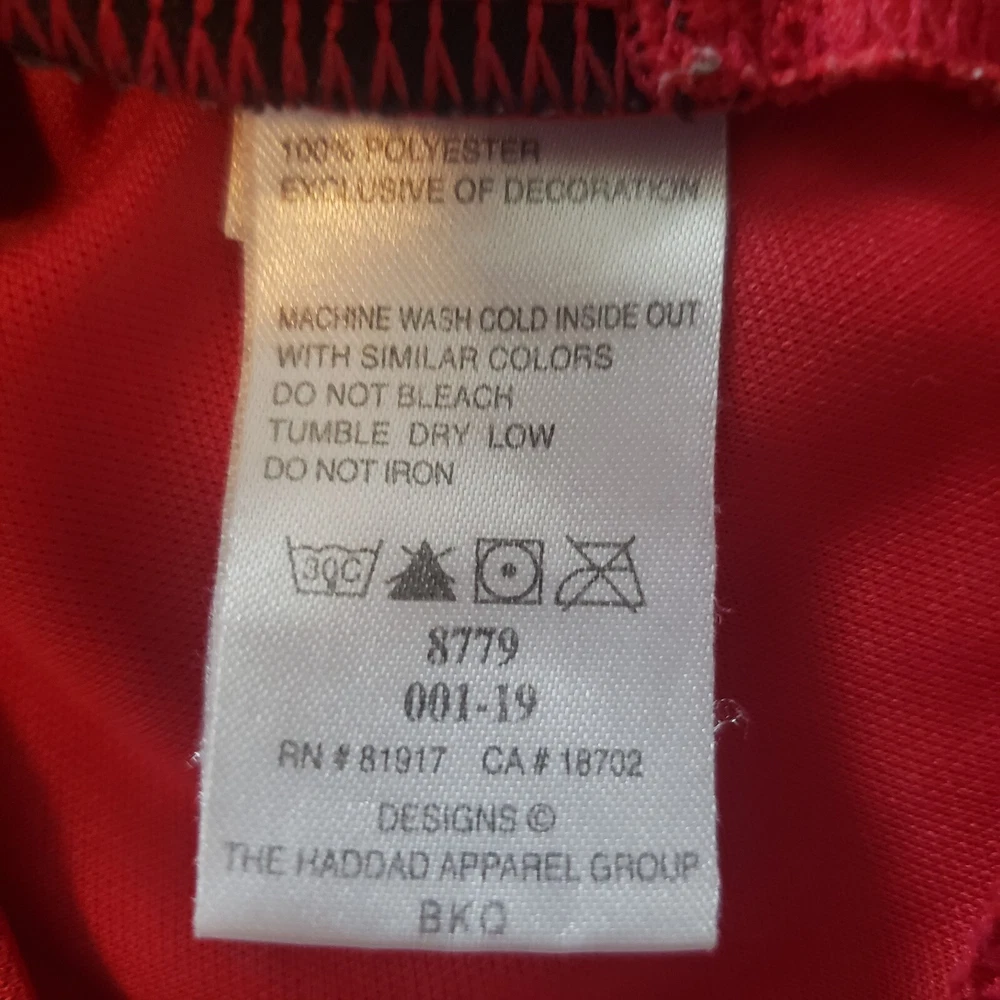 100% POLYESTER
EXCLUSIVE OF DECORATION
MACHINE WASH COLD INSIDE OUT
WITH SIMILAR COLORS
DO NOT BLEACH
TUMBLE DRY LOW
DO NOT IRON
30C
8779
001-19
RN # 81917 CA # 18702
DESIGNS ©
THE HADDAD APPAREL GROUP
BKQ